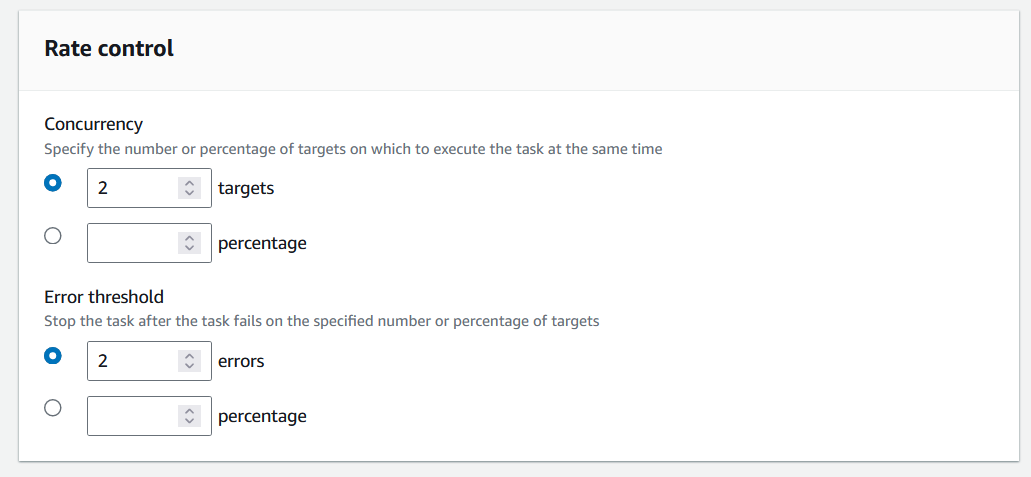 Rate control
Concurrency
Specify the number or percentage of targets on which to execute the task at the same time
2 targets
percentage
Error threshold
Stop the task after the task fails on the specified number or percentage of targets
2 errors
percentage